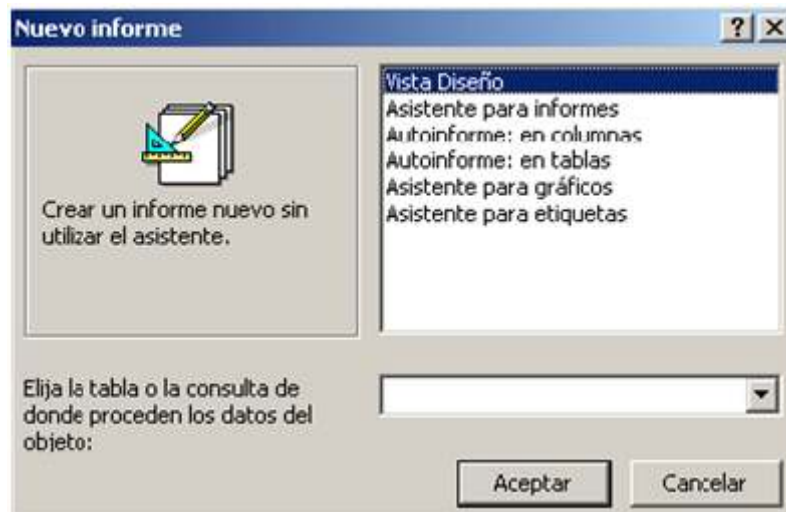 Nuevo informe
Crear un informe nuevo sin
utilizar el asistente.
Vista Diseño
Asistente para informes
Autoinforme: en columnas
Autoinforme: en tablas
Asistente para gráficos
Asistente para etiquetas
Elija la tabla o la consulta de
donde proceden los datos del
objeto:
Aceptar
Cancelar